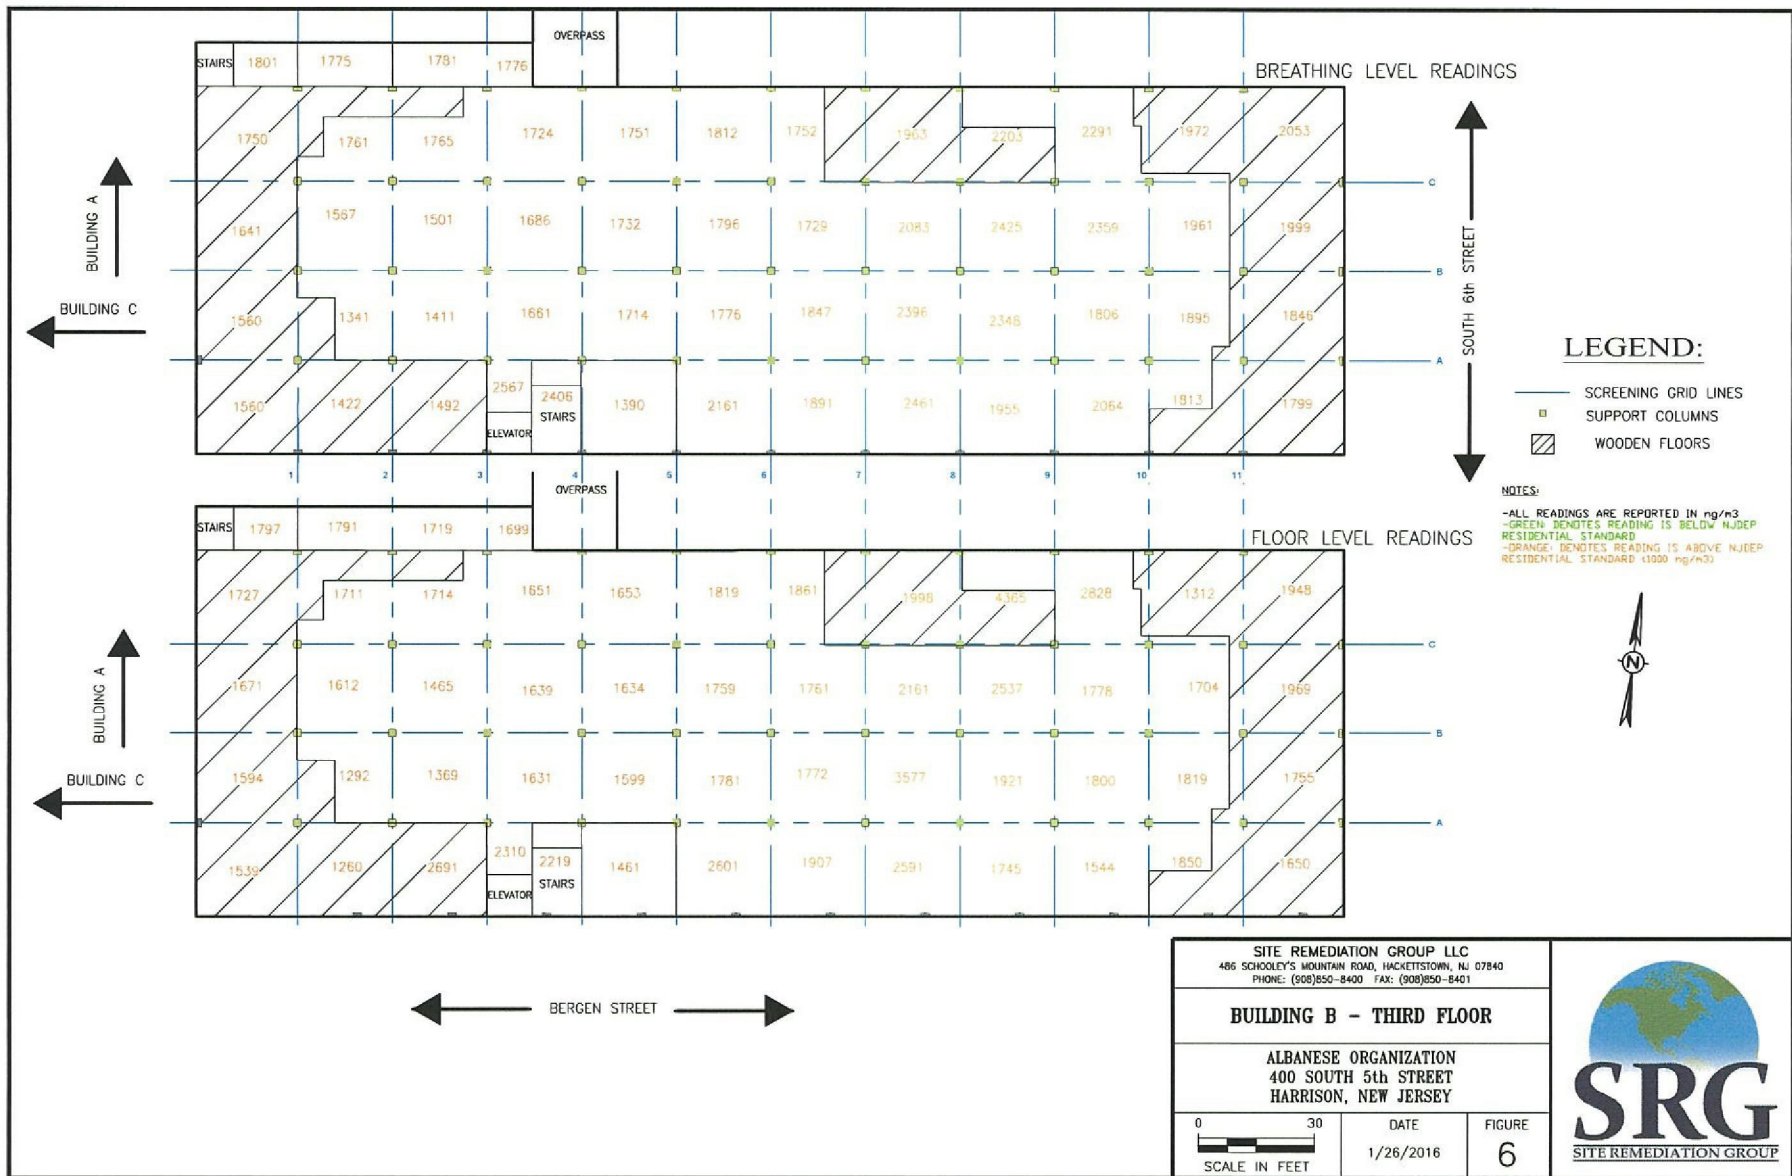 OVERPASS
STAIRS 1801 1775 1781 1776
BREATHING LEVEL READINGS
1750 1761 1765 1724 1751 1812 1752 1963 2203 2291 1972 2053
C
1641 1567 1501 1686 1732 1796 1729 2083 2425 2359 1961 1999
B
1560 1341 1411 1661 1714 1776 1847 2396 2348 1806 1895 1846
A
1560 1422 1492 2567 2406 1390 2161 1891 2461 1955 2064 1813 1799
ELEVATOR STAIRS
1 2 3 4 5 6 7 8 9 10 11
BUILDING A
BUILDING C
SOUTH 6th STREET
LEGEND:
SCREENING GRID LINES
SUPPORT COLUMNS
WOODEN FLOORS
NOTES:
-ALL READINGS ARE REPORTED IN ng/m3
-GREEN: DENOTES READING IS BELOW NJDEP
RESIDENTIAL STANDARD
-ORANGE: DENOTES READING IS ABOVE NJDEP
RESIDENTIAL STANDARD (1000 ng/m3)
N
OVERPASS
STAIRS 1797 1791 1719 1699
FLOOR LEVEL READINGS
1727 1711 1714 1651 1653 1819 1861 1998 4365 2828 1312 1948
C
1671 1612 1465 1639 1634 1759 1761 2161 2537 1778 1704 1969
B
1594 1292 1369 1631 1599 1781 1772 3577 1921 1800 1819 1755
A
1539 1260 2691 2310 2219 1461 2601 1907 2591 1745 1544 1850 1650
ELEVATOR STAIRS
BUILDING A
BUILDING C
BERGEN STREET
SITE REMEDIATION GROUP LLC
486 SCHOOLEY'S MOUNTAIN ROAD, HACKETTSTOWN, NJ 07840
PHONE: (908)850-8400 FAX: (908)850-8401
BUILDING B - THIRD FLOOR
ALBANESE ORGANIZATION
400 SOUTH 5th STREET
HARRISON, NEW JERSEY
0 30
SCALE IN FEET
DATE
1/26/2016
FIGURE
6
SRG
SITE REMEDIATION GROUP